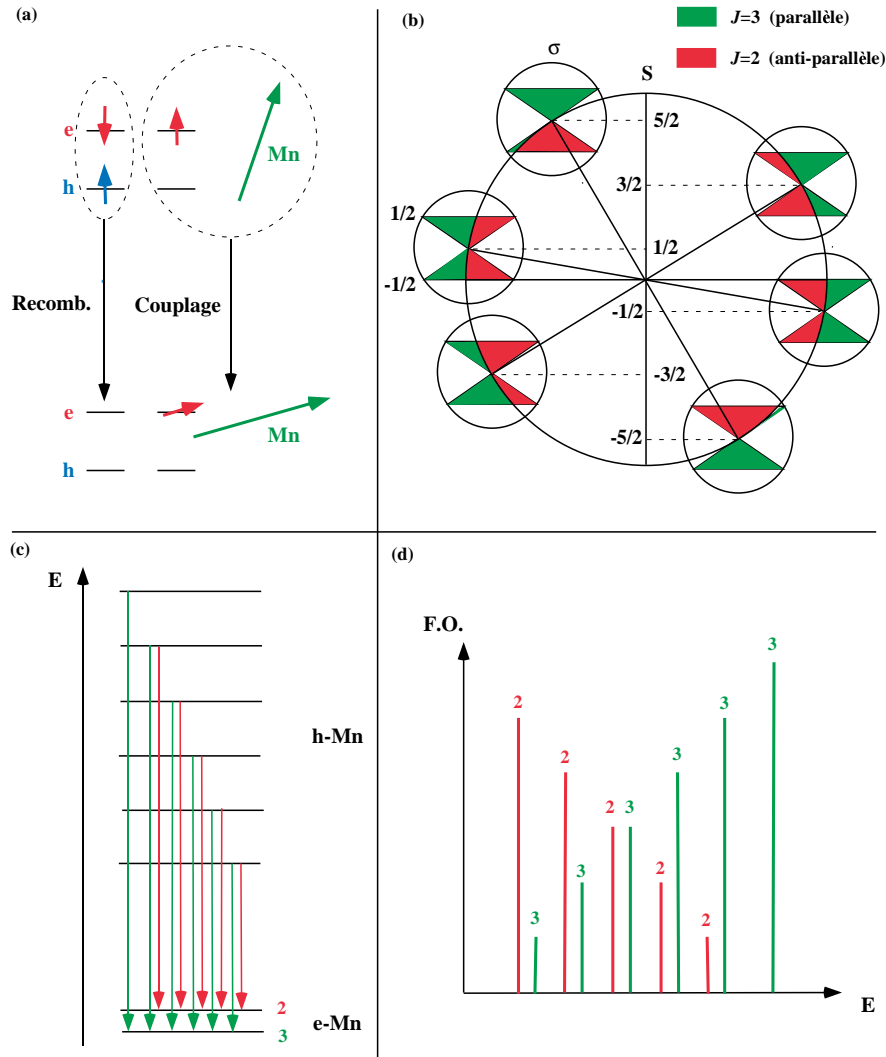 (a)
e
Mn
h
Recomb.
Couplage
e
Mn
h
(b)
J=3 (parallèle)
J=2 (anti-parallèle)
σ
S
5/2
3/2
1/2
1/2
-1/2
-1/2
-3/2
-5/2
(c)
E
h-Mn
2
e-Mn
3
(d)
F.O.
3
2
3
2
3
2
3
2
3
2
3
E